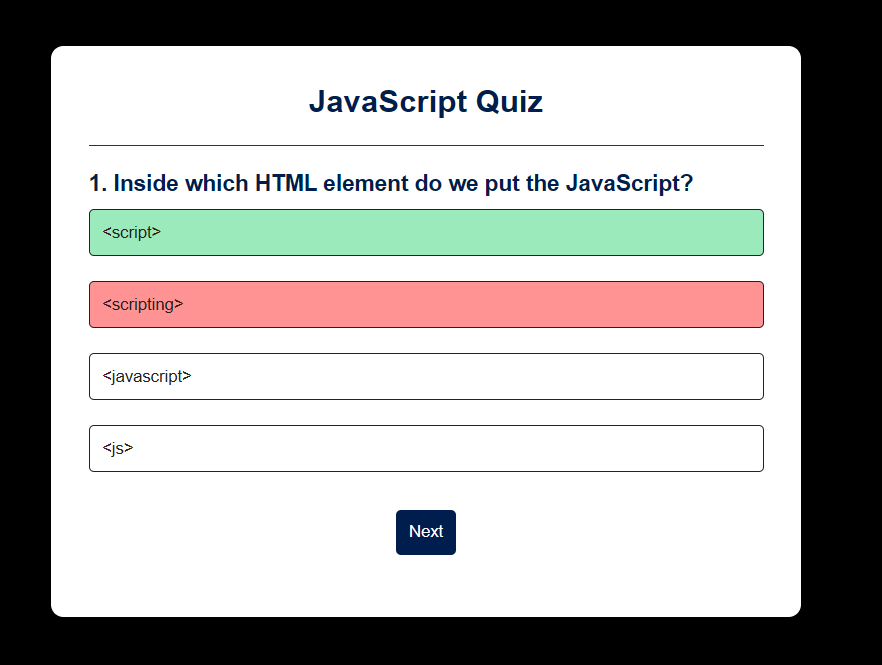 JavaScript Quiz
1. Inside which HTML element do we put the JavaScript?
<script>
<scripting>
<javascript>
<js>
Next